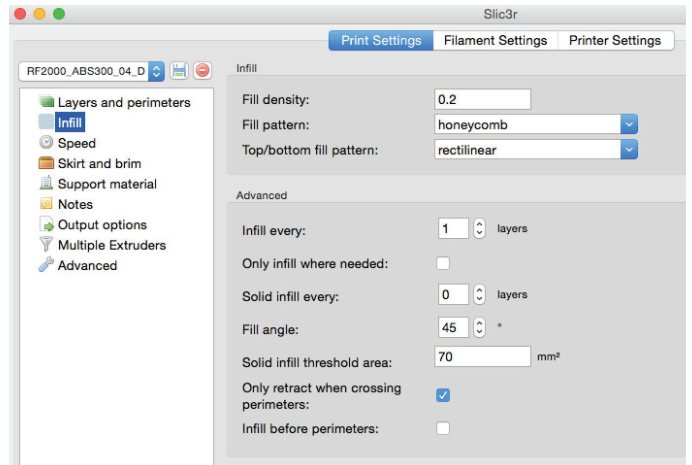 Slic3r
Print Settings Filament Settings Printer Settings
RF2000_ABS300_04_D
Layers and perimeters
Infill
Speed
Skirt and brim
Support material
Notes
Output options
Multiple Extruders
Advanced
Infill
Fill density: 0.2
Fill pattern: honeycomb
Top/bottom fill pattern: rectilinear
Advanced
Infill every: 1 layers
Only infill where needed:
Solid infill every: 0 layers
Fill angle: 45 °
Solid infill threshold area: 70 mm²
Only retract when crossing
perimeters:
Infill before perimeters: